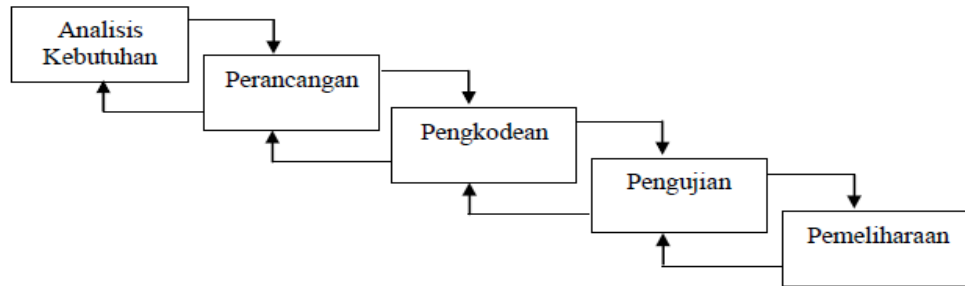 Analisis
Kebutuhan
Perancangan
Pengkodean
Pengujian
Pemeliharaan